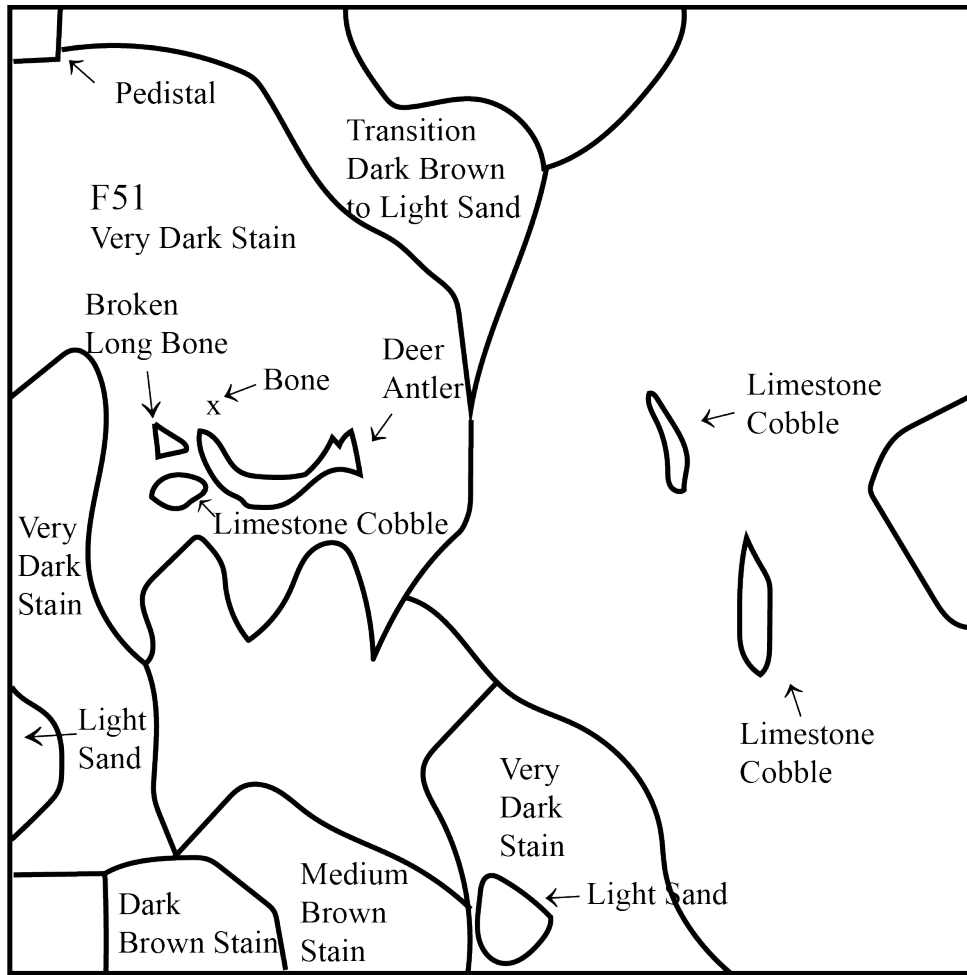 Pedistal
Transition
Dark Brown
to Light Sand
F51
Very Dark Stain
Broken
Long Bone
Bone
x
Deer
Antler
Limestone
Cobble
Limestone Cobble
Very
Dark
Stain
Light
Sand
Limestone
Cobble
Very
Dark
Stain
Light Sand
Medium
Brown
Stain
Dark
Brown Stain